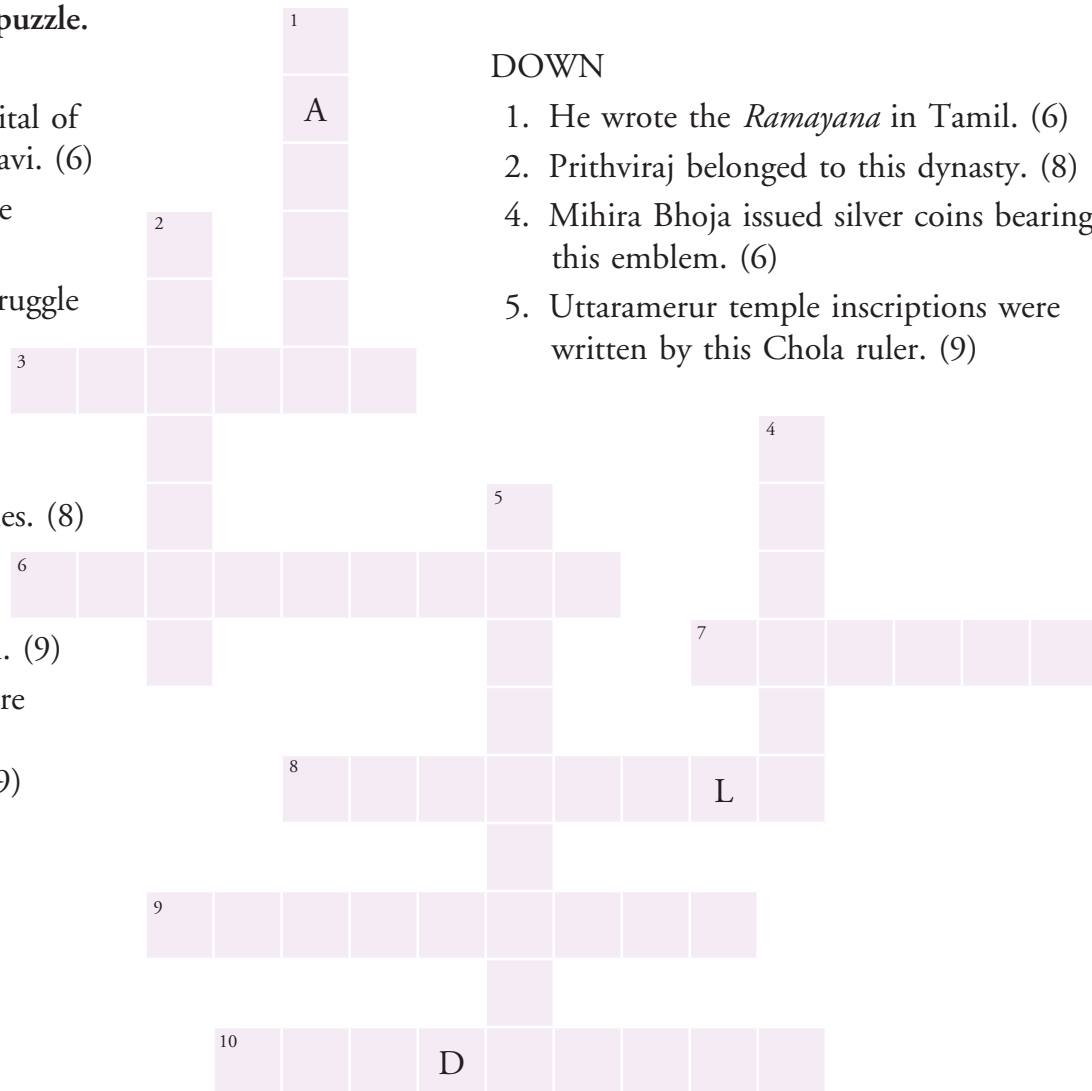 puzzle.
ital of
avi. (6)
e
ruggle
es. (8)
. (9)
re
9)
DOWN
1. He wrote the Ramayana in Tamil. (6)
2. Prithviraj belonged to this dynasty. (8)
4. Mihira Bhoja issued silver coins bearing
this emblem. (6)
5. Uttaramerur temple inscriptions were
written by this Chola ruler. (9)
1
A
2
3
4
5
6
7
8
L
9
10
D